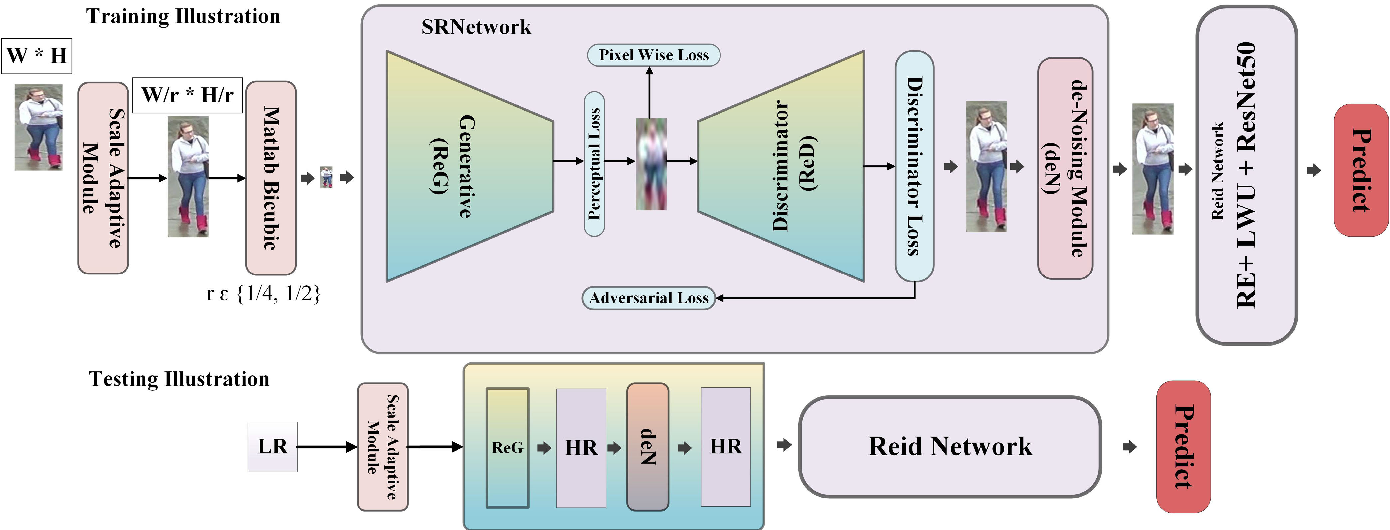 Training Illustration
W * H
Scale Adaptive
Module
W/r * H/r
Matlab Bicubic
r ε {1/4, 1/2}
SRNetwork
Generative
(ReG)
Perceptual Loss
Pixel Wise Loss
Discriminator
(ReD)
Discriminator Loss
Adversarial Loss
de-Noising Module
(deN)
Reid Network
RE+ LWU + ResNet50
Predict
Testing Illustration
LR
Scale Adaptive
Module
ReG
HR
deN
HR
Reid Network
Predict